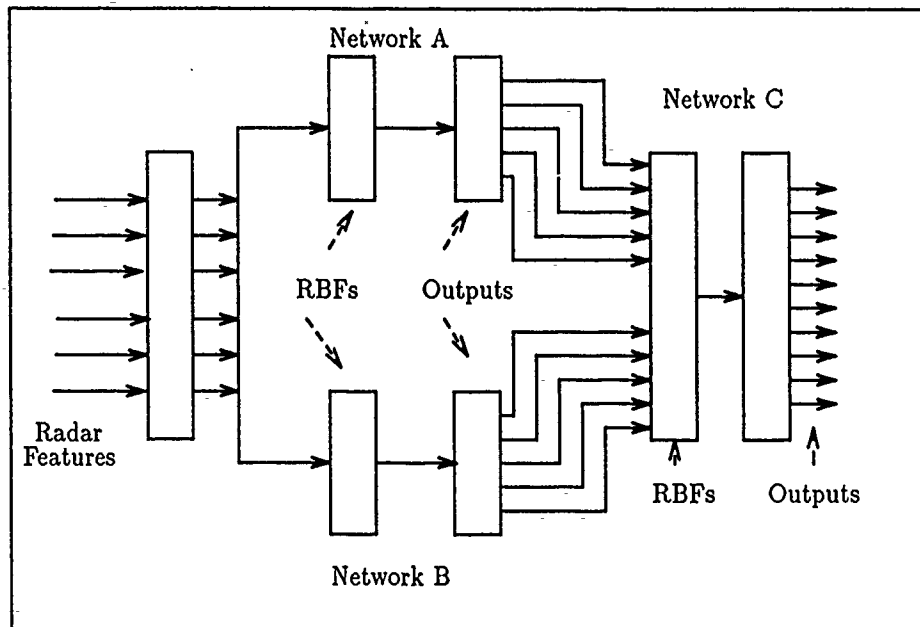 Network A
Network C
RBFs
Outputs
Radar
Features
RBFs
Outputs
Network B